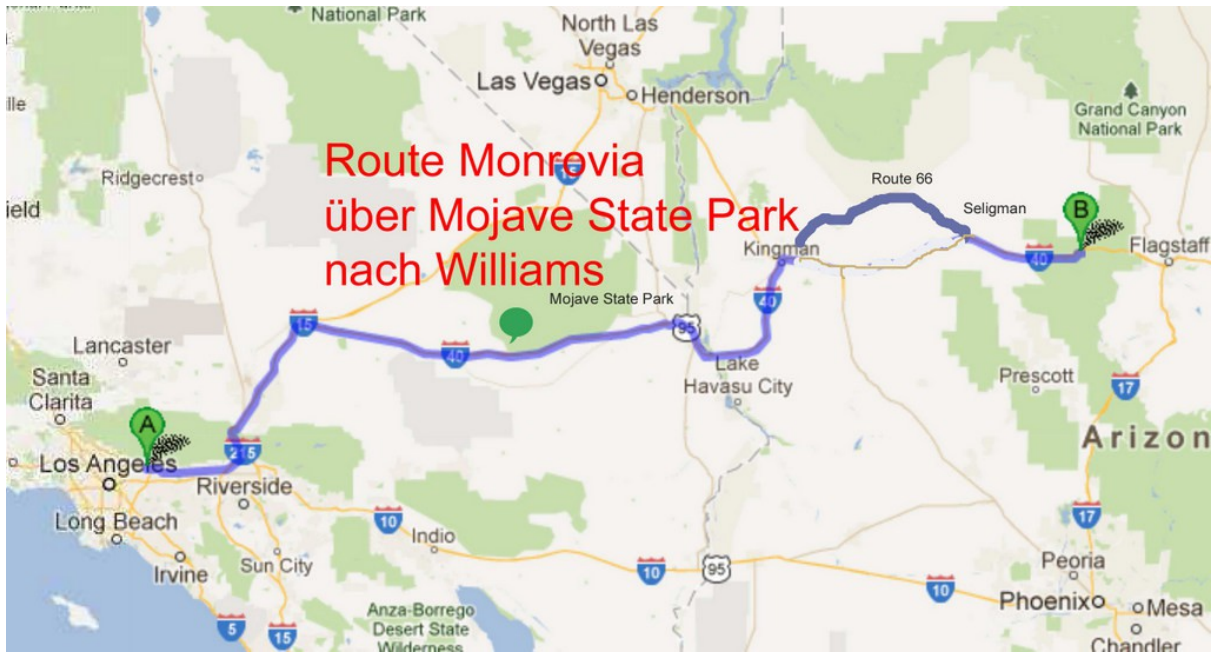 National Park
North Las
Vegas
Las Vegas
Henderson
ille
Grand Canyon
National Park
Route Monrovia
über Mojave State Park
nach Williams
15
Ridgecrest
Route 66
ield
Seligman
B
Kingman
40
Flagstaff
Mojave State Park
40
15
95
40
Lancaster
Lake
Havasu City
Santa
Clarita
Prescott
17
A
Arizon
215
Los Angeles
Riverside
Long Beach
10
Indio
17
Irvine
Sun City
10
95
10
Peoria
Phoenix
Mesa
Anza-Borrego
Desert State
Wilderness
5
15
Chandler